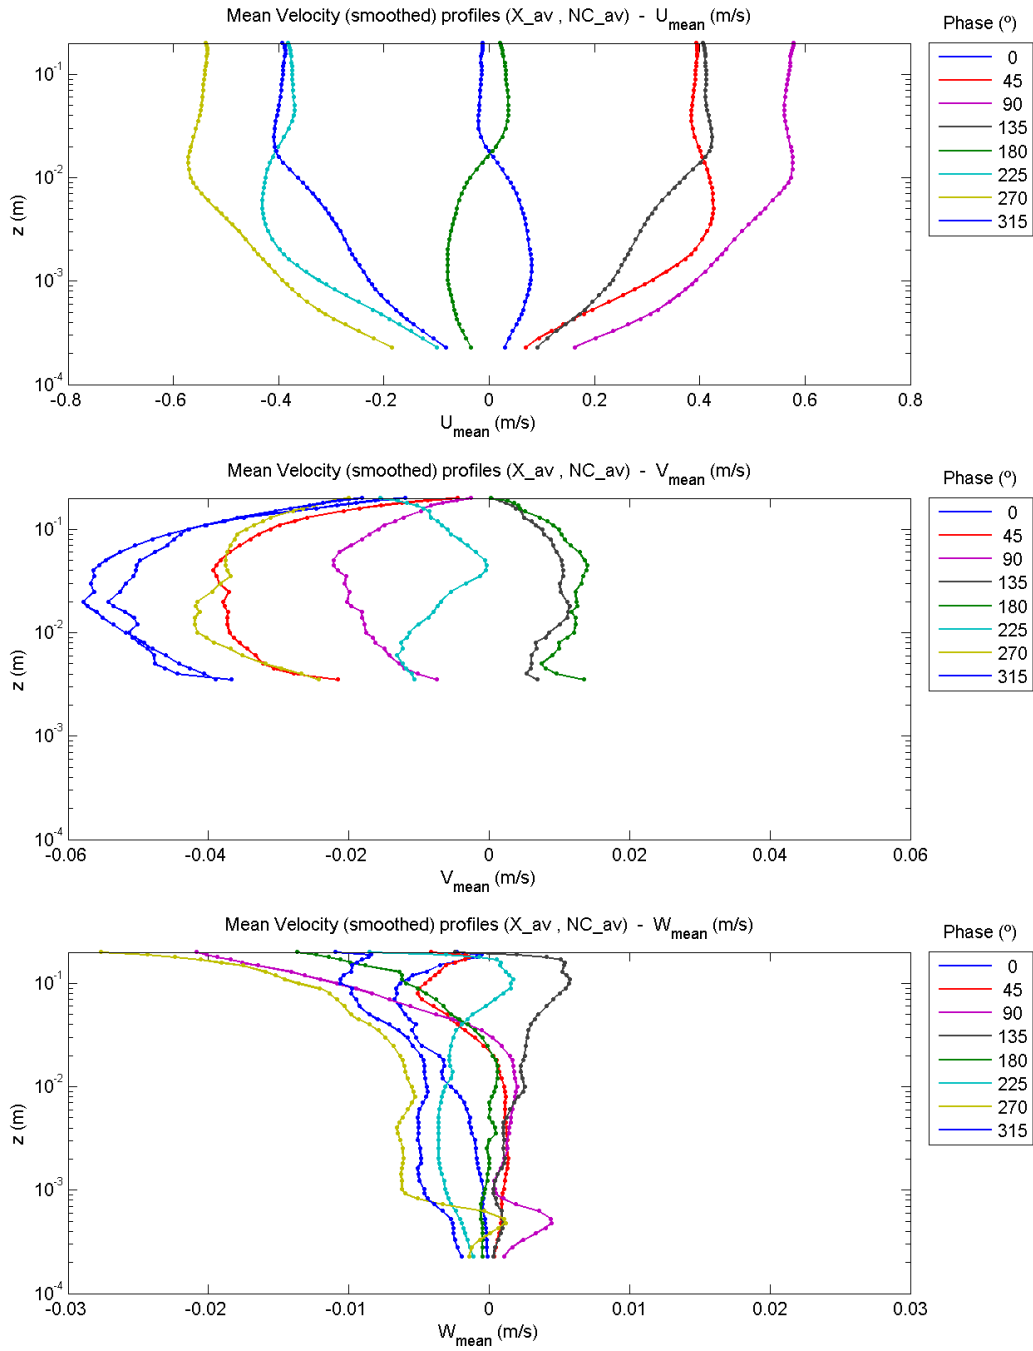 Mean Velocity (smoothed) profiles (X_av , NC_av) - U_mean (m/s)
Phase (º)
10^-1
10^-2
10^-3
10^-4
z (m)
-0.8 -0.6 -0.4 -0.2 0 0.2 0.4 0.6 0.8
U_mean (m/s)
0
45
90
135
180
225
270
315
Mean Velocity (smoothed) profiles (X_av , NC_av) - V_mean (m/s)
Phase (º)
10^-1
10^-2
10^-3
10^-4
z (m)
-0.06 -0.04 -0.02 0 0.02 0.04 0.06
V_mean (m/s)
0
45
90
135
180
225
270
315
Mean Velocity (smoothed) profiles (X_av , NC_av) - W_mean (m/s)
Phase (º)
10^-1
10^-2
10^-3
10^-4
z (m)
-0.03 -0.02 -0.01 0 0.01 0.02 0.03
W_mean (m/s)
0
45
90
135
180
225
270
315